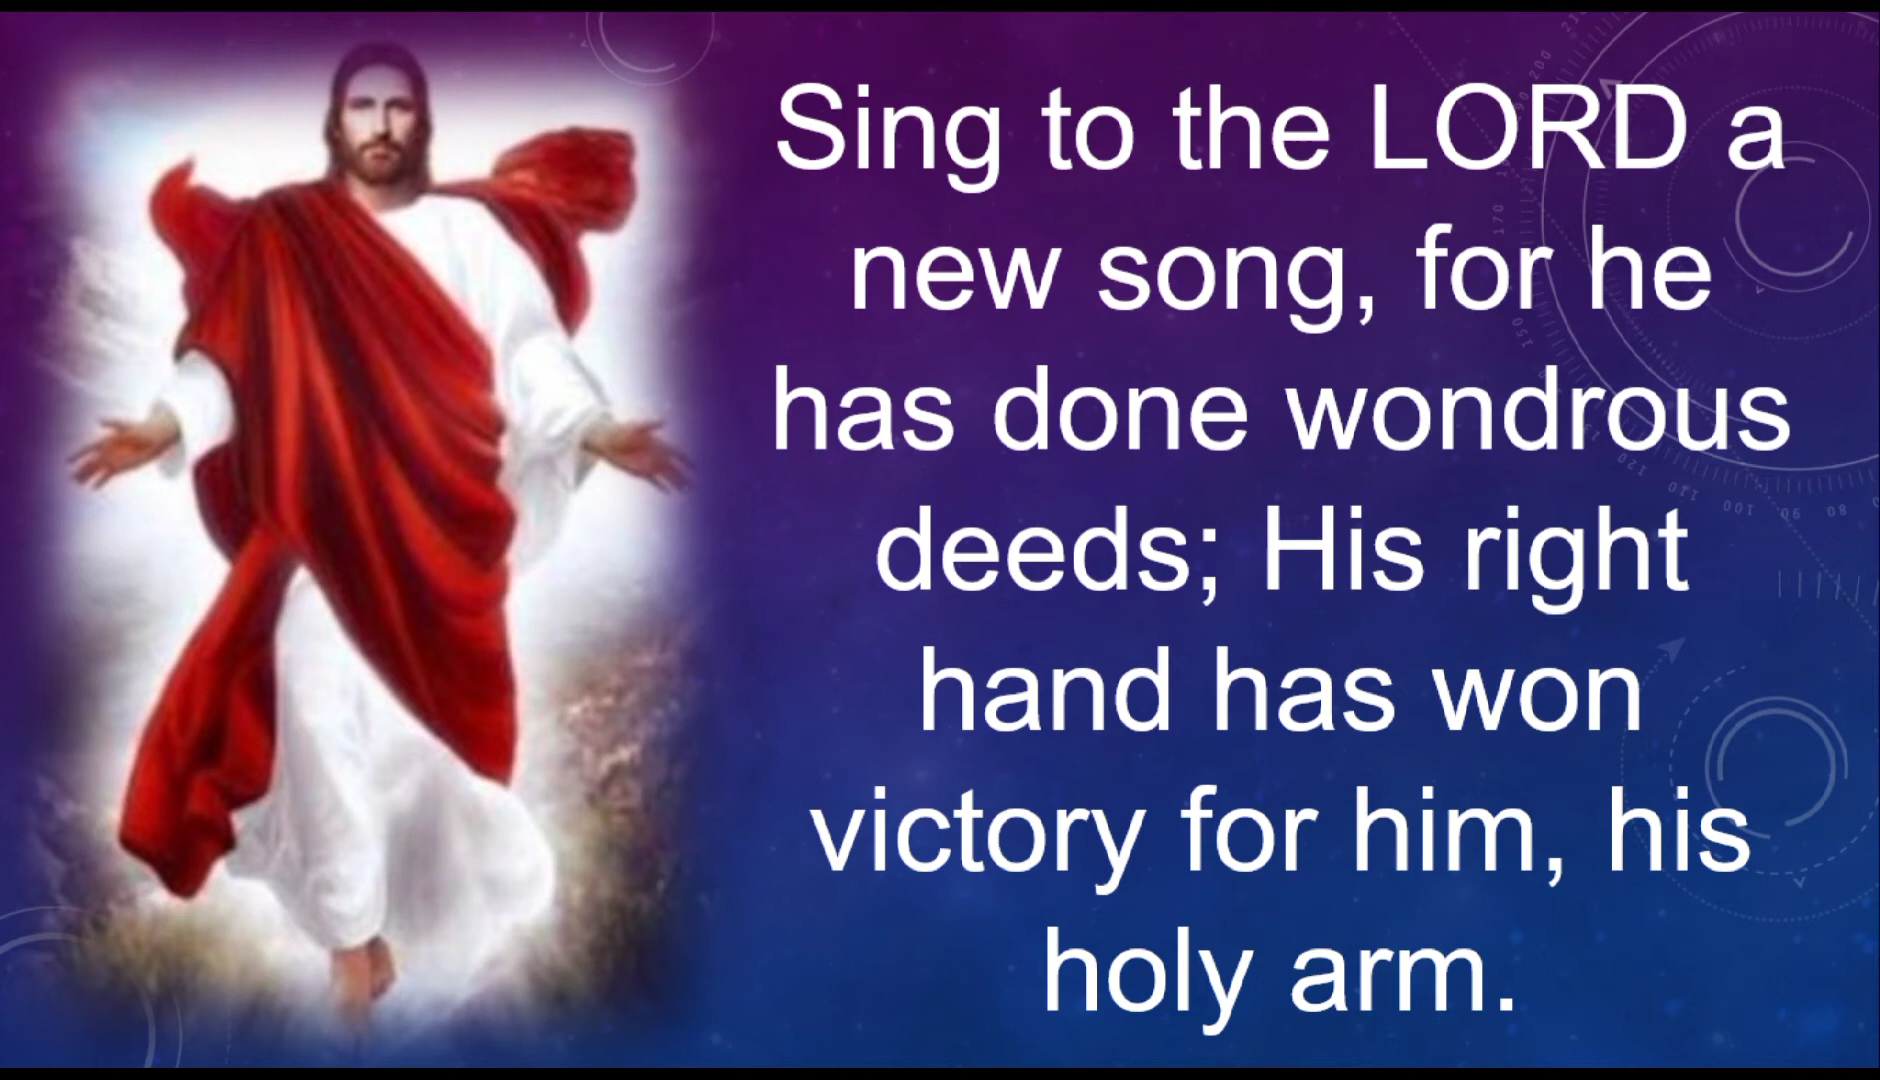 Sing to the LORD a
new song, for he
has done wondrous
deeds; His right
hand has won
victory for him, his
holy arm.